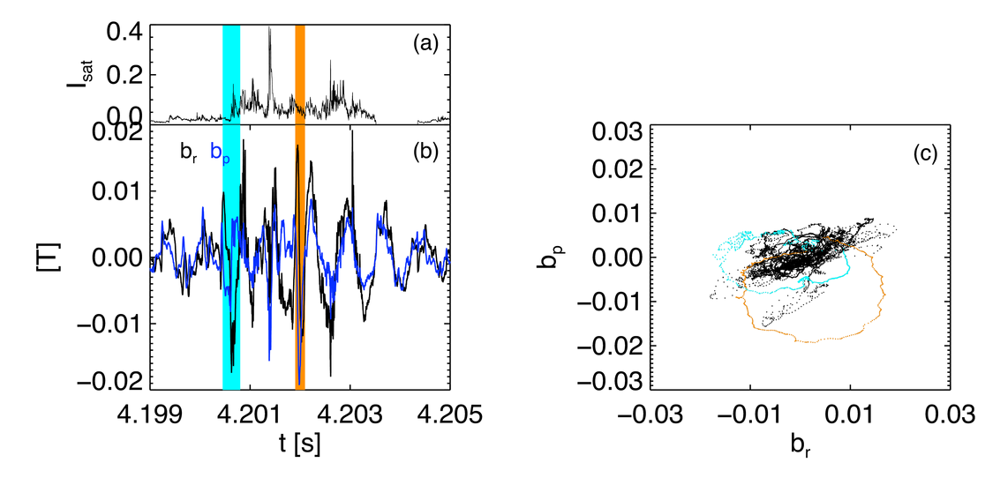 0.4
0.2
0.0
I_sat
(a)
0.02
0.01
0.00
−0.01
−0.02
[T]
b_r b_p
(b)
4.199 4.201 4.203 4.205
t [s]
0.03
0.02
0.01
0.00
−0.01
−0.02
−0.03
b_p
(c)
−0.03 −0.01 0.01 0.03
b_r